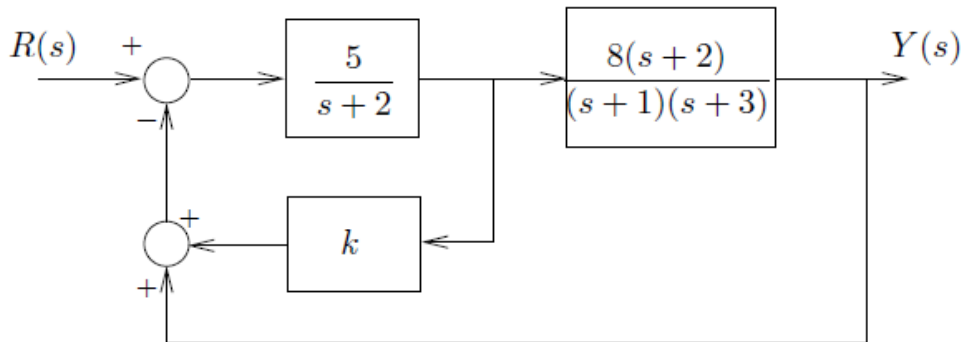 R(s)
+
−
5
s + 2
8(s + 2)
(s + 1)(s + 3)
Y(s)
+
k
+